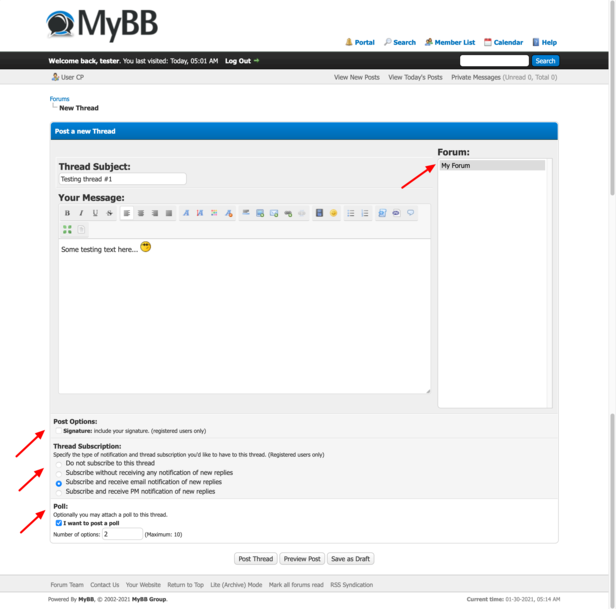 MyBB
Portal Search Member List Calendar Help
Welcome back, tester. You last visited: Today, 05:01 AM Log Out Search
User CP View New Posts View Today's Posts Private Messages (Unread 0, Total 0)
Forums
New Thread
Post a new Thread
Forum:
My Forum
Thread Subject:
Testing thread #1
Your Message:
B I U S
Some testing text here...
Post Options:
Signature: include your signature. (registered users only)
Thread Subscription:
Specify the type of notification and thread subscription you'd like to have to this thread. (Registered users only)
Do not subscribe to this thread
Subscribe without receiving any notification of new replies
Subscribe and receive email notification of new replies
Subscribe and receive PM notification of new replies
Poll:
Optionally you may attach a poll to this thread.
I want to post a poll
Number of options: 2 (Maximum: 10)
Post Thread Preview Post Save as Draft
Forum Team Contact Us Your Website Return to Top Lite (Archive) Mode Mark all forums read RSS Syndication
Powered By MyBB, © 2002-2021 MyBB Group. Current time: 01-30-2021, 05:14 AM